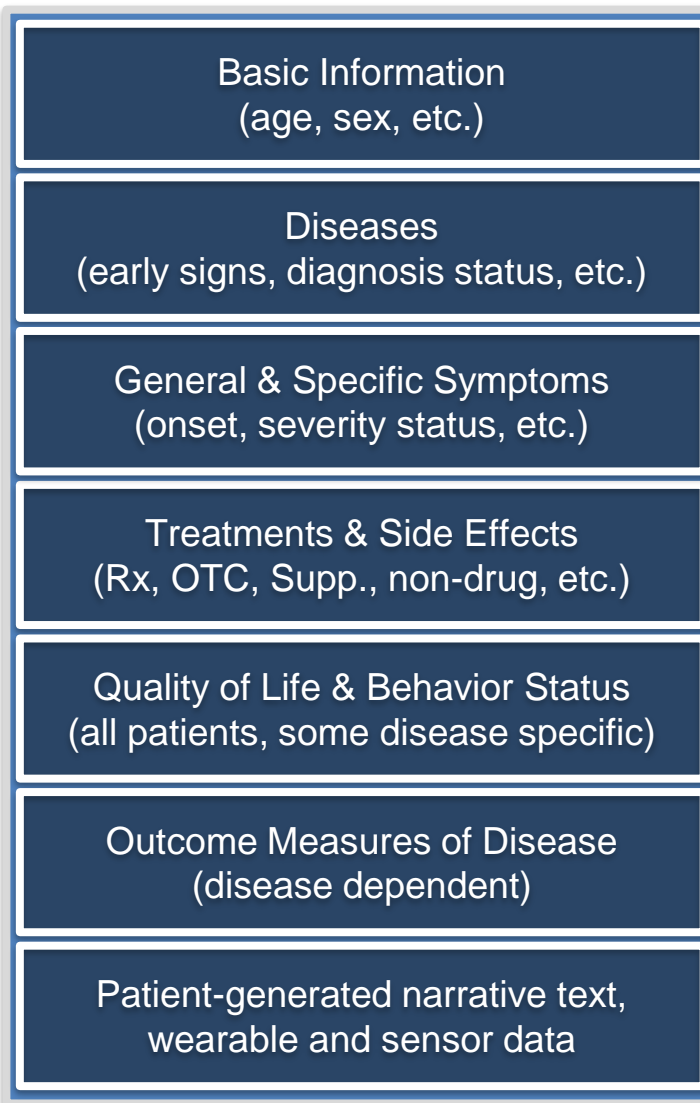 Basic Information
(age, sex, etc.)
Diseases
(early signs, diagnosis status, etc.)
General & Specific Symptoms
(onset, severity status, etc.)
Treatments & Side Effects
(Rx, OTC, Supp., non-drug, etc.)
Quality of Life & Behavior Status
(all patients, some disease specific)
Outcome Measures of Disease
(disease dependent)
Patient-generated narrative text,
wearable and sensor data